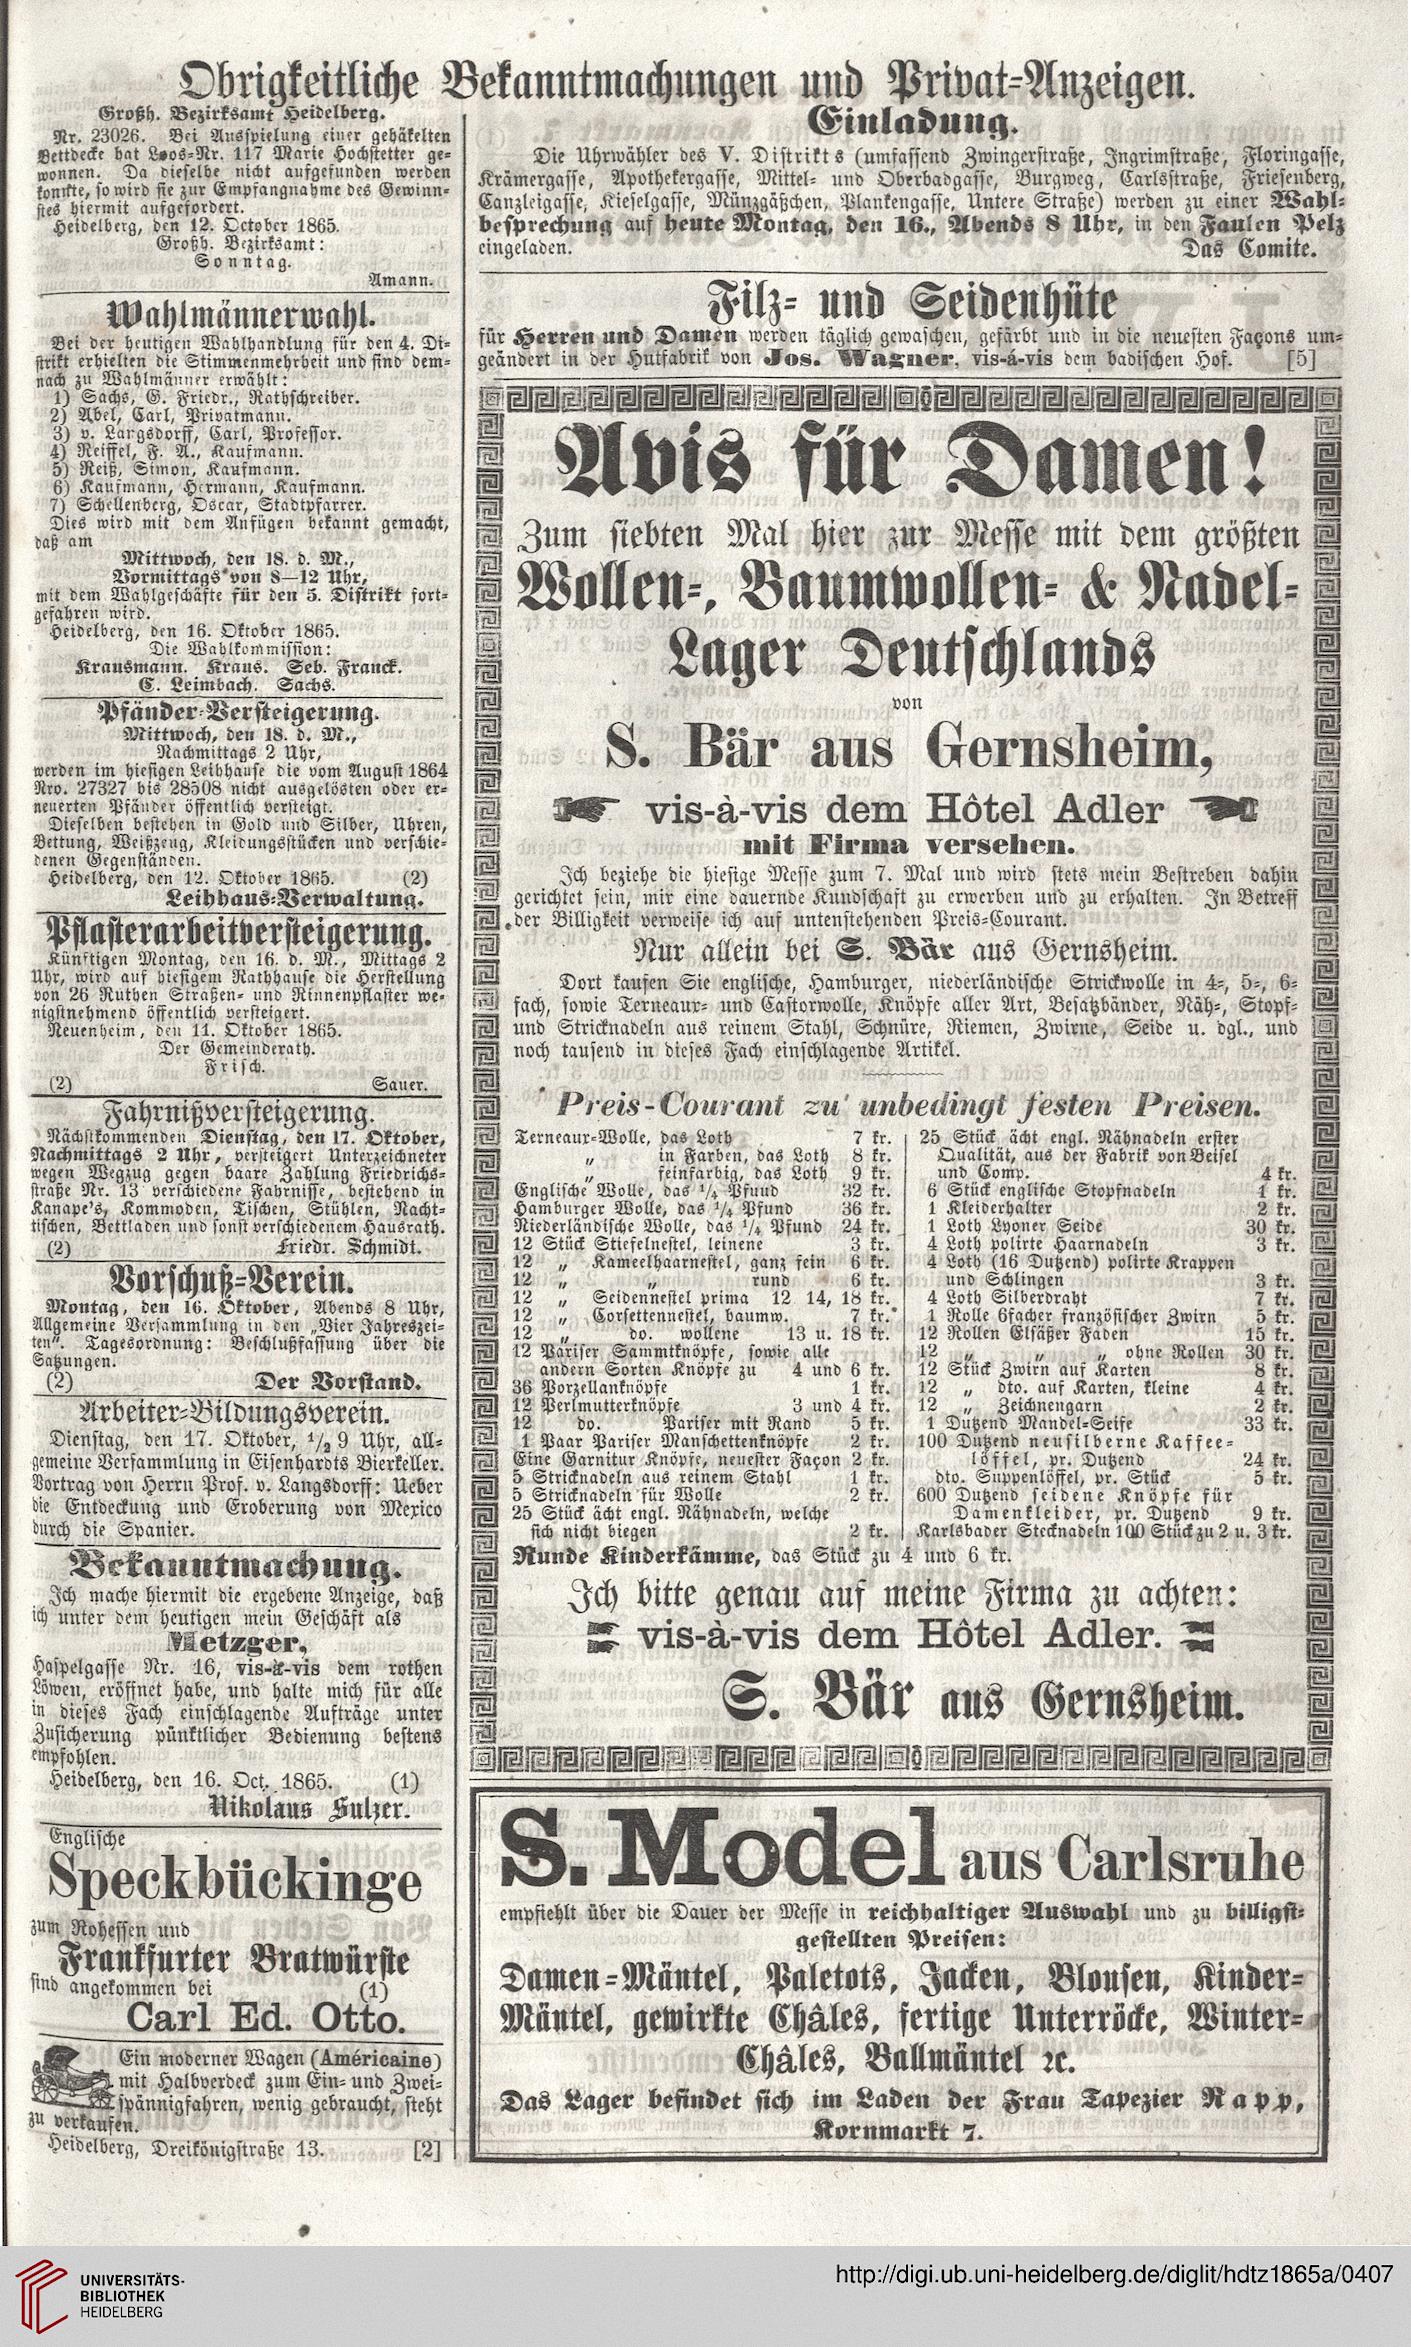 Obrigkeitliche Bekanntmachungen und Privat-Anzeigen.
Großh. Bezirksamt Heidelberg.
Nr. 23026. Bei Ausspielung einer gehäkelten
Bettdecke hat Loos-Nr. 117 Marie Hochstetter ge-
wonnen. Da dieselbe nicht aufgefunden werden
konnte, so wird sie zur Empfangnahme des Gewinn-
stes hiermit aufgefordert.
Heidelberg, den 12. October 1865.
Großh. Bezirksamt:
Sonntag.
Amann.
Wahlmännerwahl.
Bei der heutigen Wahlhandlung für den 4. Di-
strikt erhielten die Stimmenmehrheit und sind dem-
nach zu Wahlmänner erwählt:
1) Sachs, G. Friedr., Rathschreiber.
2) Abel, Carl, Privatmann.
3) v. Largsdorff, Carl, Professor.
4) Reiffel, F. A., Kaufmann.
5) Reiß, Simon, Kaufmann.
6) Kaufmann, Hermann, Kaufmann.
7) Schellenberg, Oscar, Stadtpfarrer.
Dies wird mit dem Anfügen bekannt gemacht,
daß am
Mittwoch, den 18. d. M.,
Vormittags von 8—12 Uhr,
mit dem Wahlgeschäfte für den 5. Distrikt fort-
gefahren wird.
Heidelberg, den 16. Oktober 1865.
Die Wahlkommission:
Krausmann. Kraus. Seb. Franck.
C. Leimbach. Sachs.
Pfänder-Versteigerung.
Mittwoch, den 18. d. M.,
Nachmittags 2 Uhr,
werden im hiesigen Leihhause die vom August 1864
Nro. 27327 bis 28508 nicht ausgelösten oder er-
neuerten Pfänder öffentlich versteigt.
Dieselben bestehen in Gold und Silber, Uhren,
Bettung, Weißzeug, Kleidungsstücken und verschie-
denen Gegenständen.
Heidelberg, den 12. Oktober 1865. (2)
Leihhaus-Verwaltung.
Pflasterarbeitversteigerung.
Künftigen Montag, den 16. d. M., Mittags 2
Uhr, wird auf hiesigem Rathhause die Herstellung
von 26 Ruthen Straßen- und Rinnenpflaster we-
nigstnehmend öffentlich versteigert.
Neuenheim, den 11. Oktober 1865.
Der Gemeinderath.
Frisch.
(2) Sauer.
Fahrnißversteigerung.
Nächstkommenden Dienstag, den 17. Oktober,
Nachmittags 2 Uhr, versteigert Unterzeichneter
wegen Wegzug gegen baare Zahlung Friedrichs-
straße Nr. 13 verschiedene Fahrnisse, bestehend in
Kanape's, Kommoden, Tischen, Stühlen, Nacht-
tischen, Bettladen und sonst verschiedenem Hausrath.
(2) Friedr. Schmidt.
Vorschuß-Verein.
Montag, den 16. Oktober, Abends 8 Uhr,
Allgemeine Versammlung in den „Vier Jahreszei-
ten“. Tagesordnung: Beschlußfassung über die
Satzungen.
(2) Der Vorstand.
Arbeiter-Bildungsverein.
Dienstag, den 17. Oktober, 1/2 9 Uhr, all-
gemeine Versammlung in Eisenhardts Bierkeller.
Vortrag von Herrn Prof. v. Langsdorff: Ueber
die Entdeckung und Eroberung von Mexico
durch die Spanier.
Bekanntmachung.
Ich mache hiermit die ergebene Anzeige, daß
ich unter dem heutigen mein Geschäft als
Metzger,
Haspelgasse Nr. 16, vis-à-vis dem rothen
Löwen, eröffnet habe, und halte mich für alle
in dieses Fach einschlagende Aufträge unter
Zusicherung pünktlicher Bedienung bestens
empfohlen.
Heidelberg, den 16. Oct. 1865. (1)
Nikolaus Sulzer.
Englische
Speckbückinge
zum Rohessen und
Frankfurter Bratwürste
sind angekommen bei (1)
Carl Ed. Otto.
Ein moderner Wagen (Américaine)
mit Halbverdeck zum Ein- und Zwei-
spännigfahren, wenig gebraucht, steht
zu verkaufen.
Heidelberg, Dreikönigstraße 13. [2]
Einladung.
Die Uhrwähler des V. Distrikts (umfassend Zwingerstraße, Ingrimstraße, Floringasse,
Krämergasse, Apothekergasse, Mittel- und Oberbadgasse, Burgweg, Carlsstraße, Friesenberg,
Canzleigasse, Kieselgasse, Münzgäßchen, Plankengasse, Untere Straße) werden zu einer Wahl-
besprechung auf heute Montag, den 16., Abends 8 Uhr, in den Faulen Pelz
eingeladen. Das Comite.
Filz- und Seidenhüte
für Herren und Damen werden täglich gewaschen, gefärbt und in die neuesten Façons um-
geändert in der Hutfabrik von Jos. Wagner, vis-à-vis dem badischen Hof. [5]
Avis für Damen!
Zum siebten Mal hier zur Messe mit dem größten
Wollen-, Baumwollen- & Nadel-
Lager Deutschlands
von
S. Bär aus Gernsheim,
vis-à-vis dem Hôtel Adler
mit Firma versehen.
Ich beziehe die hiesige Messe zum 7. Mal und wird stets mein Bestreben dahin
gerichtet sein, mir eine dauernde Kundschaft zu erwerben und zu erhalten. In Betreff
der Billigkeit verweise ich auf untenstehenden Preis-Courant.
Nur allein bei S. Bär aus Gernsheim.
Dort kaufen Sie englische, Hamburger, niederländische Strickwolle in 4-, 5-, 6-
fach, sowie Terneaux- und Castorwolle, Knöpfe aller Art, Besatzbänder, Näh-, Stopf-
und Stricknadeln aus reinem Stahl, Schnüre, Riemen, Zwirne, Seide u. dgl., und
noch tausend in dieses Fach einschlagende Artikel.
Preis-Courant zu unbedingt festen Preisen.
Terneaux-Wolle, das Loth 7 kr.
„ in Farben, das Loth 8 kr.
„ feinfarbig, das Loth 9 kr.
Englische Wolle, das 1/4 Pfund 32 kr.
Hamburger Wolle, das 1/4 Pfund 36 kr.
Niederländische Wolle, das 1/4 Pfund 24 kr.
12 Stück Stiefelnestel, leinene 3 kr.
12 „ Kameelhaarnestel, ganz fein 6 kr.
12 „ „ rund 6 kr.
12 „ Seidennestel prima 12 14, 18 kr.
12 „ Corsettennestel, baumw. 7 kr.
12 „ do. wollene 13 u. 18 kr.
12 Pariser Sammtknöpfe, sowie alle
andern Sorten Knöpfe zu 4 und 6 kr.
36 Porzellanknöpfe 1 kr.
12 Perlmutterknöpfe 3 und 4 kr.
12 do. Pariser mit Rand 5 kr.
1 Paar Pariser Manschettenknöpfe 2 kr.
Eine Garnitur Knöpfe, neuester Façon 2 kr.
5 Stricknadeln aus reinem Stahl 1 kr.
5 Stricknadeln für Wolle 2 kr.
25 Stück ächt engl. Nähnadeln, welche
sich nicht biegen 2 kr.
25 Stück ächt engl. Nähnadeln erster
Qualität, aus der Fabrik von Beisel
und Comp. 4 kr.
6 Stück englische Stopfnadeln 1 kr.
1 Kleiderhalter 2 kr.
1 Loth Lyoner Seide 30 kr.
4 Loth polirte Haarnadeln 3 kr.
4 Loth (16 Dutzend) polirte Krappen
und Schlingen 3 kr.
4 Loth Silberdraht 7 kr.
1 Rolle 6facher französischer Zwirn 5 kr.
12 Rollen Elsäßer Faden 15 kr.
12 „ „ „ ohne Rollen 30 kr.
12 Stück Zwirn auf Karten 8 kr.
12 „ dto. auf Karten, kleine 4 kr.
12 „ Zeichnengarn 2 kr.
1 Dutzend Mandel-Seife 33 kr.
100 Dutzend neusilberne Kaffee-
löffel, pr. Dutzend 24 kr.
dto. Suppenlöffel, pr. Stück 5 kr.
600 Dutzend seidene Knöpfe für
Damenkleider, pr. Dutzend 9 kr.
Karlsbader Stecknadeln 100 Stück zu 2 u. 3 kr.
Runde Kinderkämme, das Stück zu 4 und 6 kr.
Ich bitte genau auf meine Firma zu achten:
vis-à-vis dem Hôtel Adler.
S. Bär aus Gernsheim.
S. Model aus Carlsruhe
empfiehlt über die Dauer der Messe in reichhaltiger Auswahl und zu billigst-
gestellten Preisen:
Damen-Mäntel, Paletots, Jacken, Blousen, Kinder-
Mäntel, gewirkte Châles, fertige Unterröcke, Winter-
Châles, Ballmäntel ꝛc.
Das Lager befindet sich im Laden der Frau Tapezier Rapp,
Kornmarkt 7.
UNIVERSITÄTS-
BIBLIOTHEK
HEIDELBERG
http://digi.ub.uni-heidelberg.de/diglit/hdtz1865a/0407